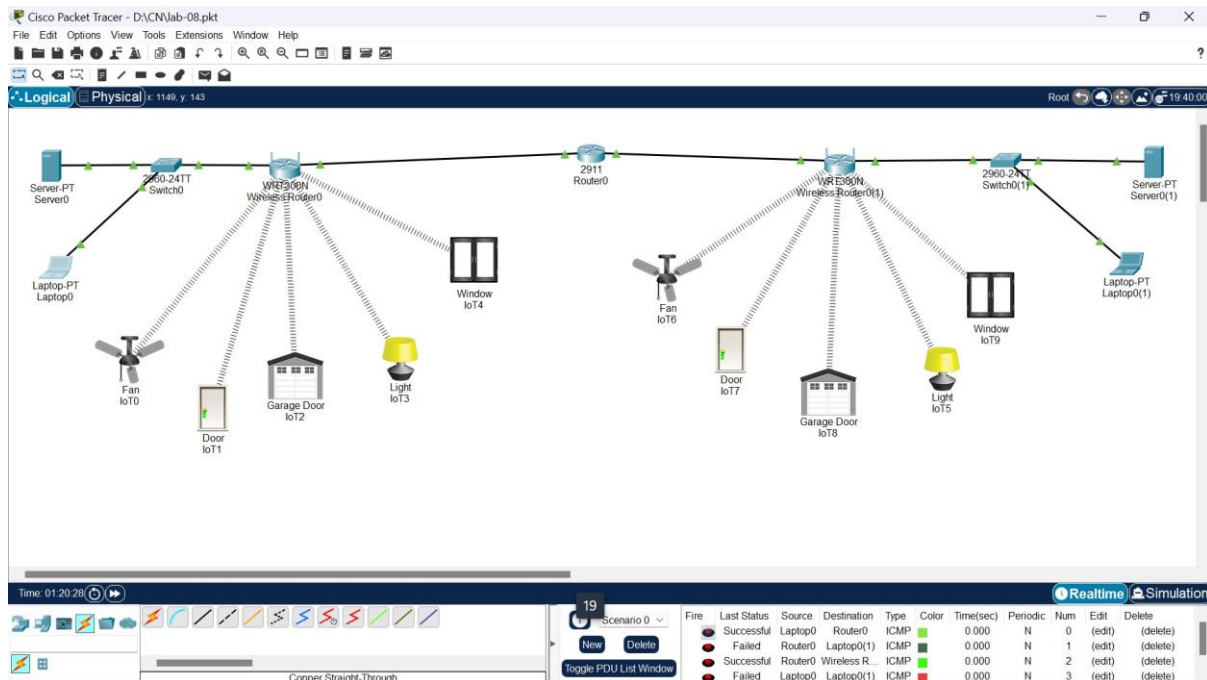 Cisco Packet Tracer - D:\CN\lab-08.pkt
File Edit Options View Tools Extensions Window Help
?
Logical Physical x: 1149, y: 143 Root 19:40:00
Server-PT
Server0
2960-24TT
Switch0
WRT300N
Wireless Router0
2911
Router0
WRT300N
Wireless Router0(1)
2960-24TT
Switch0(1)
Server-PT
Server0(1)
Laptop-PT
Laptop0
Window
IoT4
Fan
IoT6
Laptop-PT
Laptop0(1)
Window
IoT9
Fan
IoT0
Door
IoT1
Garage Door
IoT2
Light
IoT3
Door
IoT7
Garage Door
IoT8
Light
IoT5
Time: 01:20:28 Realtime Simulation
19
Scenario 0
New Delete
Toggle PDU List Window
Copper Straight-Through
Fire Last Status Source Destination Type Color Time(sec) Periodic Num Edit Delete
Successful Laptop0 Router0 ICMP 0.000 N 0 (edit) (delete)
Failed Router0 Laptop0(1) ICMP 0.000 N 1 (edit) (delete)
Successful Router0 Wireless R... ICMP 0.000 N 2 (edit) (delete)
Failed Laptop0 Laptop0(1) ICMP 0.000 N 3 (edit) (delete)